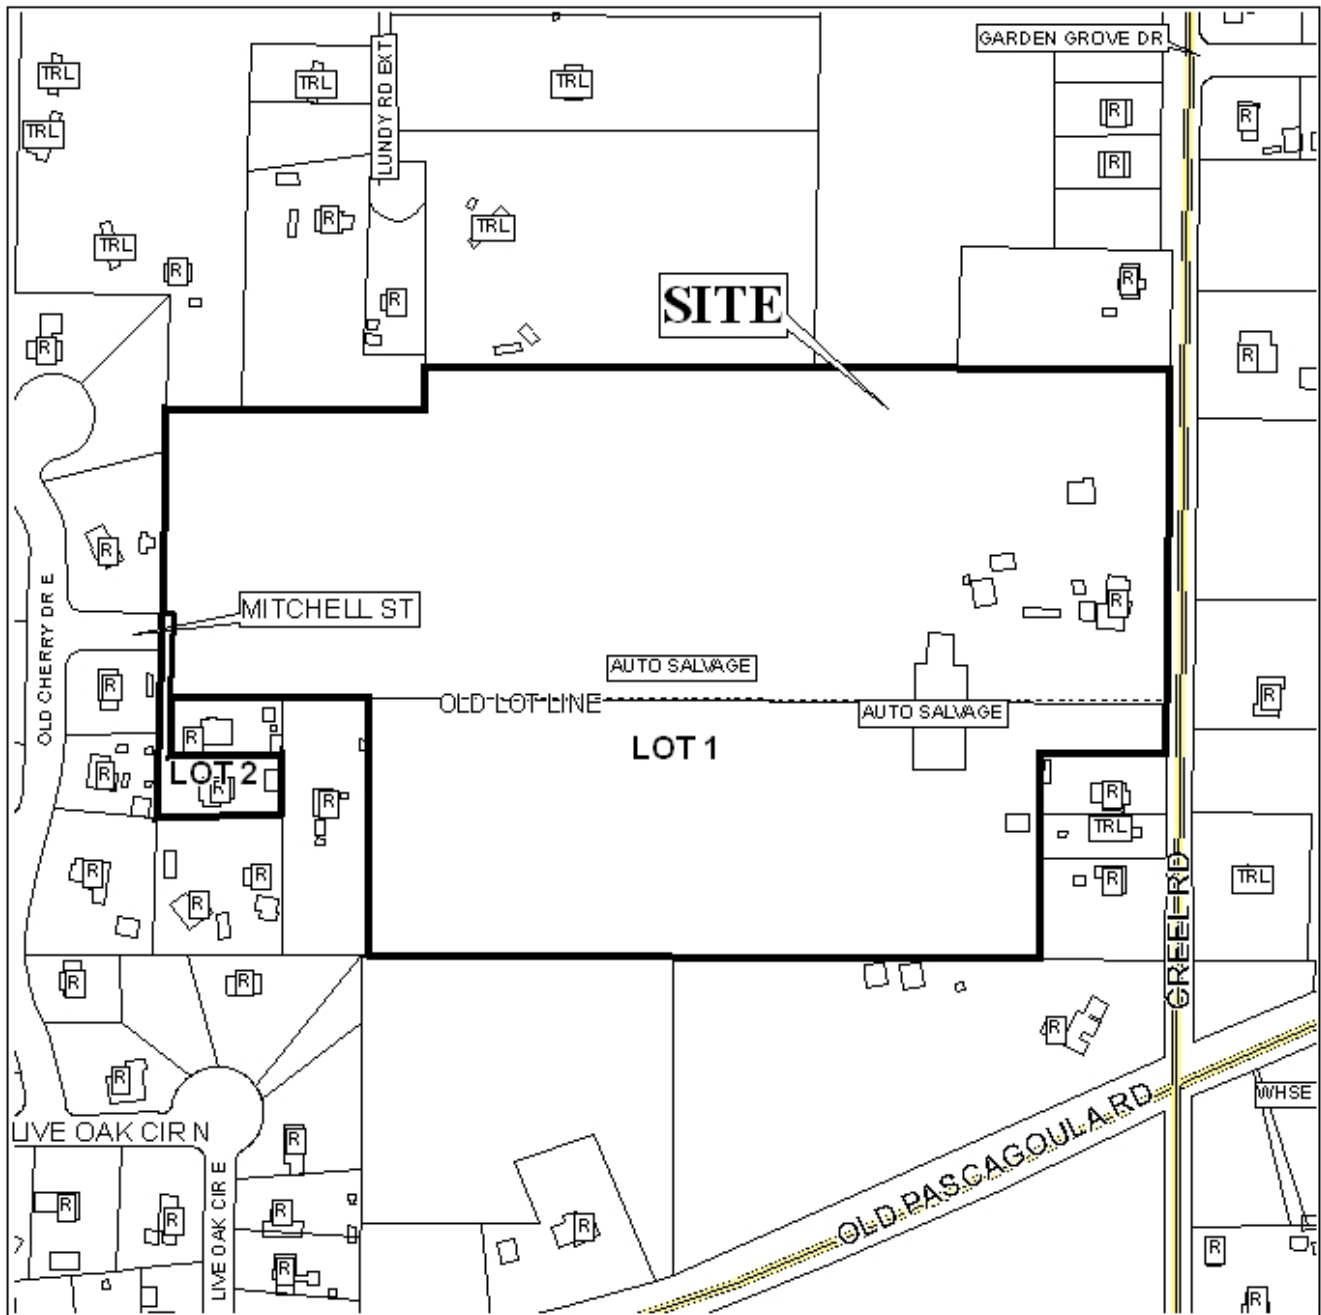 GARDEN GROVE DR
TRL
TRL
TRL
LUNDY RD EXT
R
R
TRL
R
R
TRL
TRL
R
R
R
SITE
R
R
R
R
OLD CHERRY DR E
MITCHELL ST
R
AUTO SALVAGE
R
OLD LOT LINE
R
AUTO SALVAGE
R
LOT 1
LOT 2
R
R
R
R
TRL
R
R
R
R
TRL
CREEL RD
R
R
R
R
WHSE
LIVE OAK CIR N
R
OLD PASCAGOULA RD
LIVE OAK CIR E
R
R
R
R
R
R
R